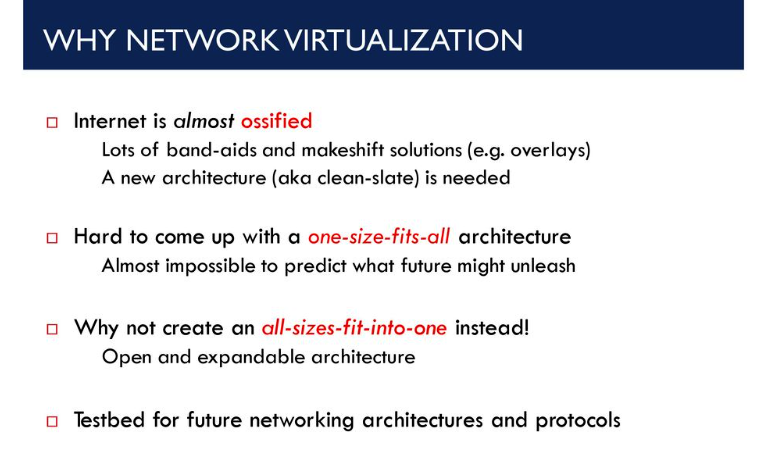 WHY NETWORK VIRTUALIZATION
Internet is almost ossified
Lots of band-aids and makeshift solutions (e.g. overlays)
A new architecture (aka clean-slate) is needed
Hard to come up with a one-size-fits-all architecture
Almost impossible to predict what future might unleash
Why not create an all-sizes-fit-into-one instead!
Open and expandable architecture
Testbed for future networking architectures and protocols